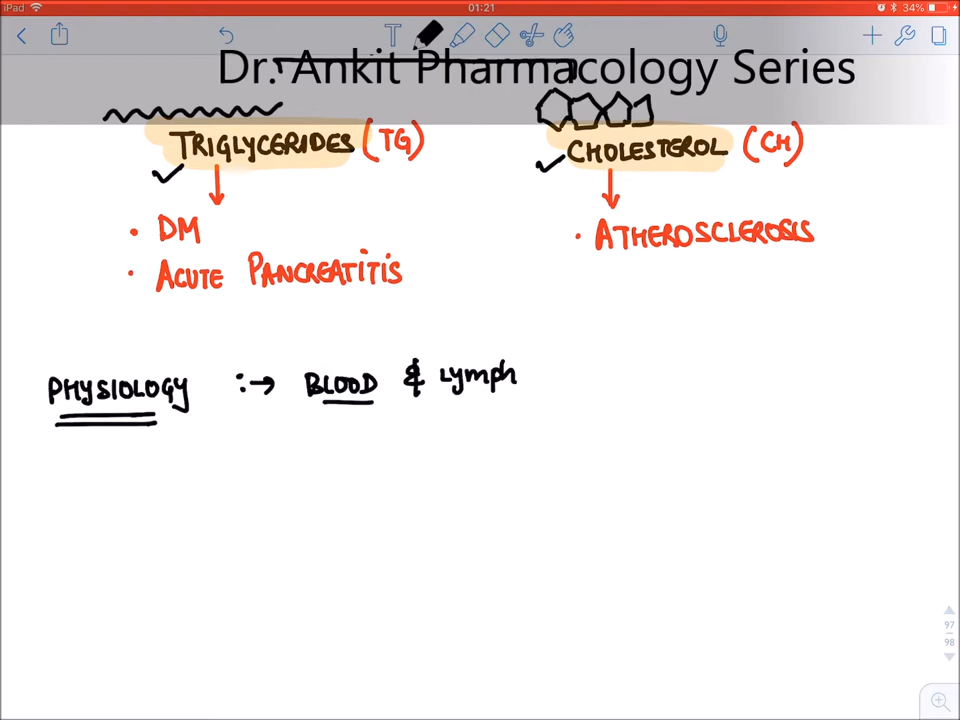 iPad 01:21 34%
T
Dr. Ankit Pharmacology Series
TRIGLYCERIDES (TG) CHOLESTEROL (CH)
• DM • ATHEROSCLEROSIS
• ACUTE PANCREATITIS
PHYSIOLOGY :→ BLOOD & Lymph
97
98